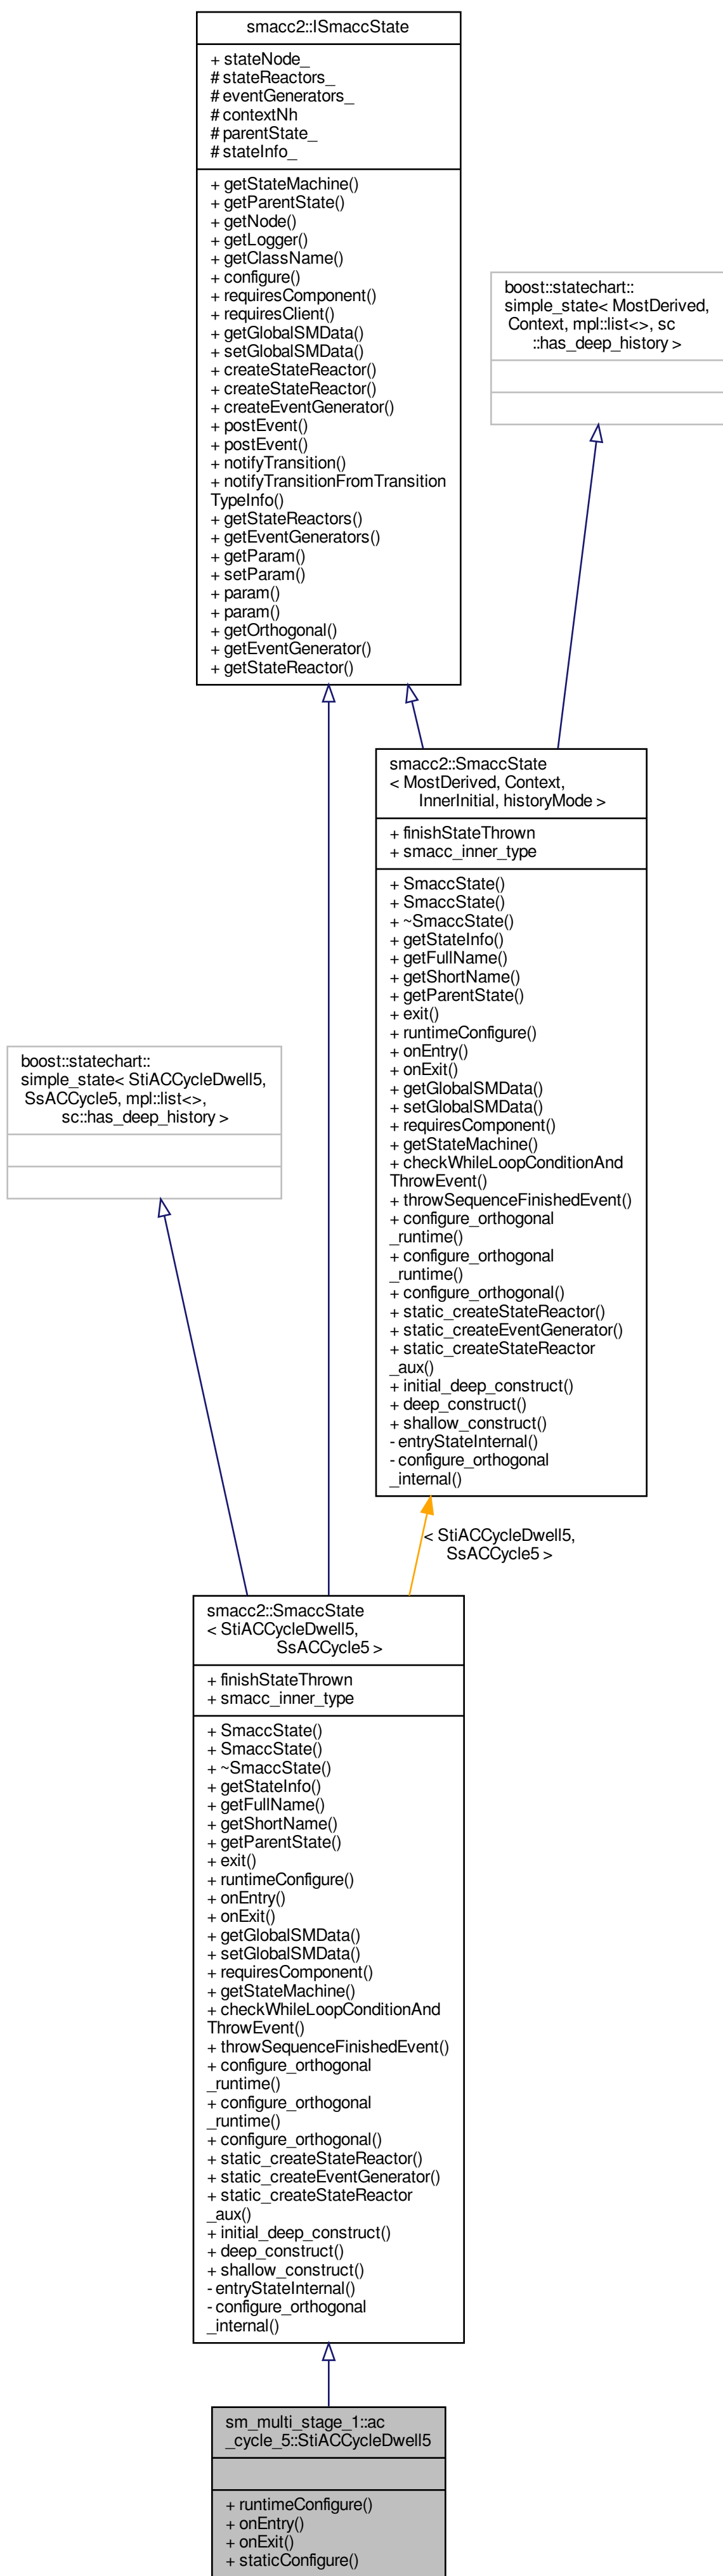 smacc2::ISmaccState
+ stateNode_
# stateReactors_
# eventGenerators_
# contextNh
# parentState_
# stateInfo_
+ getStateMachine()
+ getParentState()
+ getNode()
+ getLogger()
+ getClassName()
+ configure()
+ requiresComponent()
+ requiresClient()
+ getGlobalSMData()
+ setGlobalSMData()
+ createStateReactor()
+ createStateReactor()
+ createEventGenerator()
+ postEvent()
+ postEvent()
+ notifyTransition()
+ notifyTransitionFromTransition
TypeInfo()
+ getStateReactors()
+ getEventGenerators()
+ getParam()
+ setParam()
+ param()
+ param()
+ getOrthogonal()
+ getEventGenerator()
+ getStateReactor()
boost::statechart::
simple_state< MostDerived,
Context, mpl::list<>, sc
::has_deep_history >
smacc2::SmaccState
< MostDerived, Context,
InnerInitial, historyMode >
+ finishStateThrown
+ smacc_inner_type
+ SmaccState()
+ SmaccState()
+ ~SmaccState()
+ getStateInfo()
+ getFullName()
+ getShortName()
+ getParentState()
+ exit()
+ runtimeConfigure()
+ onEntry()
+ onExit()
+ getGlobalSMData()
+ setGlobalSMData()
+ requiresComponent()
+ getStateMachine()
+ checkWhileLoopConditionAnd
ThrowEvent()
+ throwSequenceFinishedEvent()
+ configure_orthogonal
_runtime()
+ configure_orthogonal
_runtime()
+ configure_orthogonal()
+ static_createStateReactor()
+ static_createEventGenerator()
+ static_createStateReactor
_aux()
+ initial_deep_construct()
+ deep_construct()
+ shallow_construct()
- entryStateInternal()
- configure_orthogonal
_internal()
boost::statechart::
simple_state< StiACCycleDwell5,
SsACCycle5, mpl::list<>,
sc::has_deep_history >
< StiACCycleDwell5,
SsACCycle5 >
smacc2::SmaccState
< StiACCycleDwell5,
SsACCycle5 >
+ finishStateThrown
+ smacc_inner_type
+ SmaccState()
+ SmaccState()
+ ~SmaccState()
+ getStateInfo()
+ getFullName()
+ getShortName()
+ getParentState()
+ exit()
+ runtimeConfigure()
+ onEntry()
+ onExit()
+ getGlobalSMData()
+ setGlobalSMData()
+ requiresComponent()
+ getStateMachine()
+ checkWhileLoopConditionAnd
ThrowEvent()
+ throwSequenceFinishedEvent()
+ configure_orthogonal
_runtime()
+ configure_orthogonal
_runtime()
+ configure_orthogonal()
+ static_createStateReactor()
+ static_createEventGenerator()
+ static_createStateReactor
_aux()
+ initial_deep_construct()
+ deep_construct()
+ shallow_construct()
- entryStateInternal()
- configure_orthogonal
_internal()
sm_multi_stage_1::ac
_cycle_5::StiACCycleDwell5
+ runtimeConfigure()
+ onEntry()
+ onExit()
+ staticConfigure()